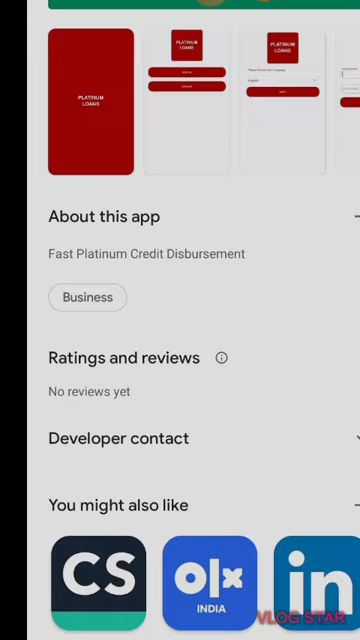 PLATINUM
LOANS
PLATINUM
LOANS
PLATINUM
LOANS
About this app
Fast Platinum Credit Disbursement
Business
Ratings and reviews
No reviews yet
Developer contact
You might also like
CS
olx
INDIA
in
VLOG STAR